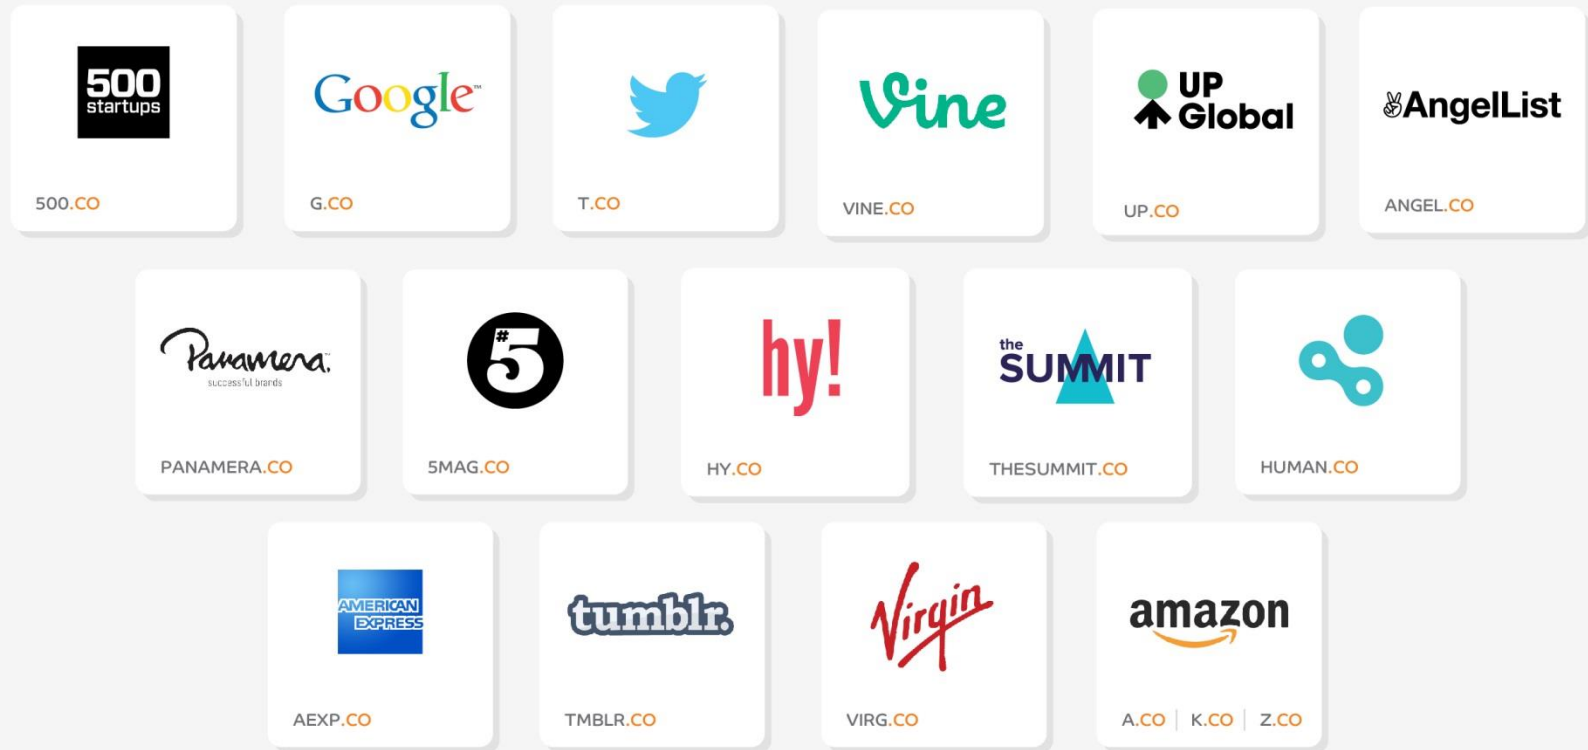 500
startups
Google™
Vine
UP
Global
AngelList
500.CO
G.CO
T.CO
VINE.CO
UP.CO
ANGEL.CO
Panamera.
successful brands
#5
hy!
the
SUMMIT
PANAMERA.CO
5MAG.CO
HY.CO
THESUMMIT.CO
HUMAN.CO
AMERICAN
EXPRESS
tumblr.
Virgin
amazon
AEXP.CO
TMBLR.CO
VIRG.CO
A.CO | K.CO | Z.CO